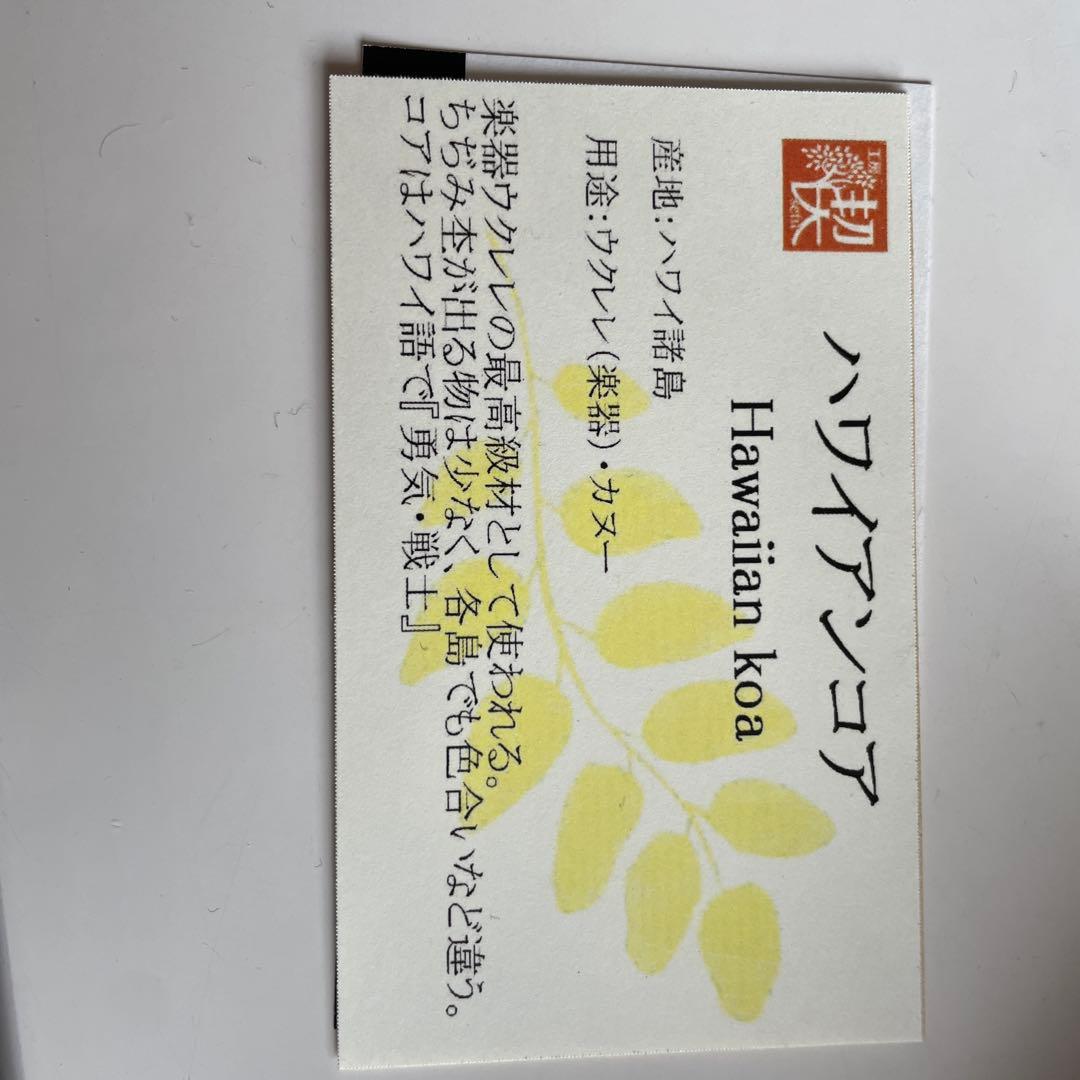 工房
契
ハワイアンコア
Hawaiian koa
産地:ハワイ諸島
用途:ウクレレ(楽器)・カヌー
楽器ウクレレの最高級材として使われる。
ちぢみ杢が出る物は少なく、各島でも色合いなど違う。
コアはハワイ語で『勇気・戦士』